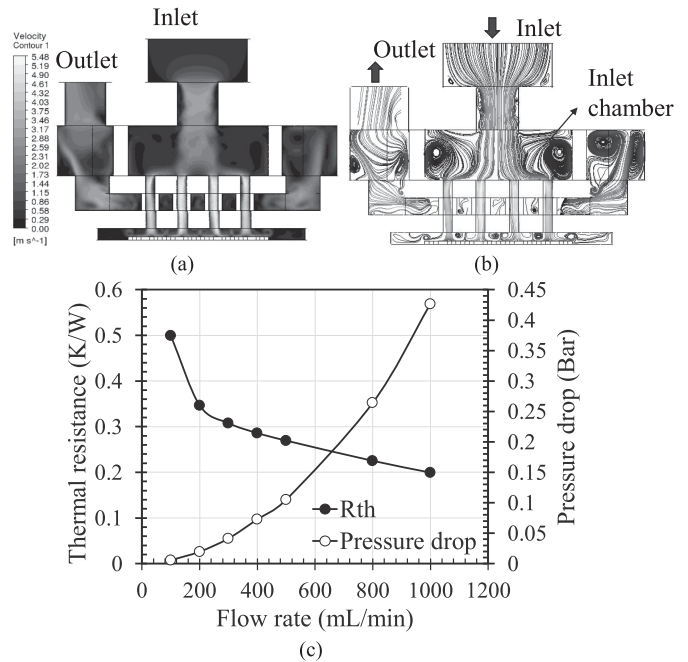 Velocity
Contour 1
5.48
5.19
4.90
4.61
4.32
4.03
3.75
3.46
3.17
2.88
2.59
2.31
2.02
1.73
1.44
1.15
0.86
0.58
0.29
0.00
[m s^-1]
Inlet
Outlet
(a)
Inlet
Outlet
Inlet
chamber
(b)
0.6
0.5
0.4
0.3
0.2
0.1
0
Thermal resistance (K/W)
0.45
0.4
0.35
0.3
0.25
0.2
0.15
0.1
0.05
0
Pressure drop (Bar)
Rth
Pressure drop
0 200 400 600 800 1000 1200
Flow rate (mL/min)
(c)